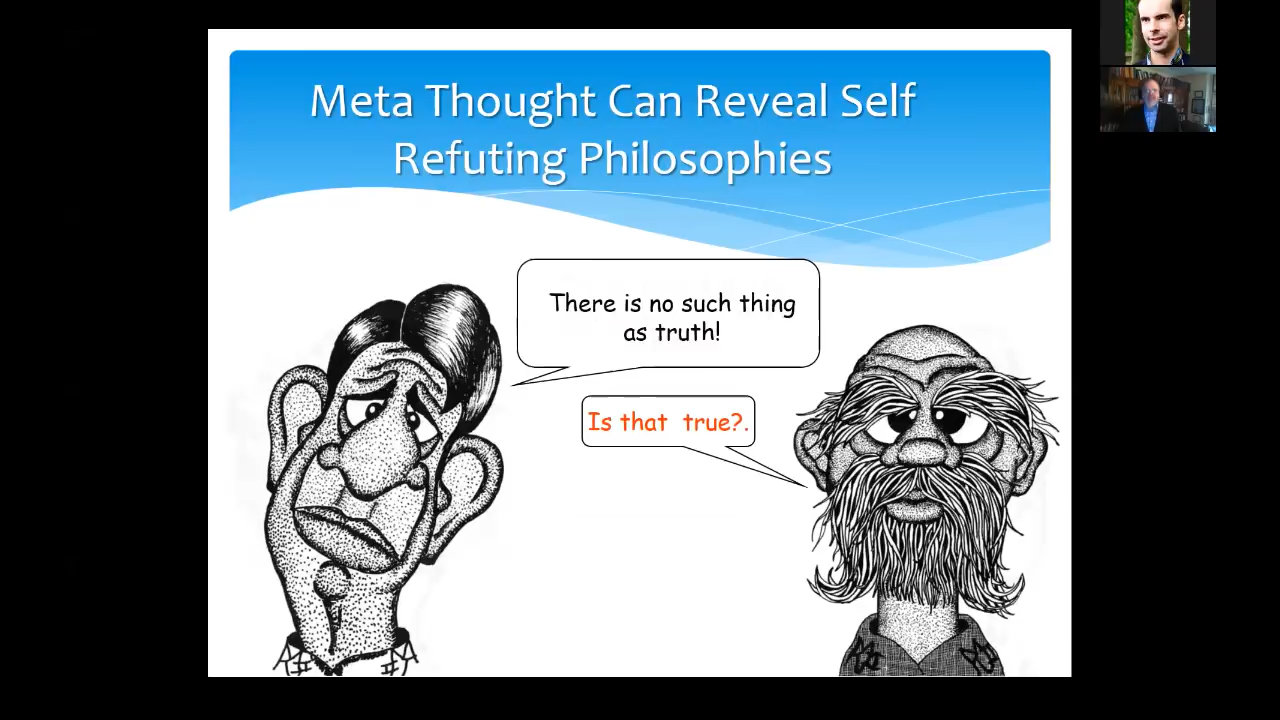 Meta Thought Can Reveal Self
Refuting Philosophies
There is no such thing
as truth!
Is that  true?.